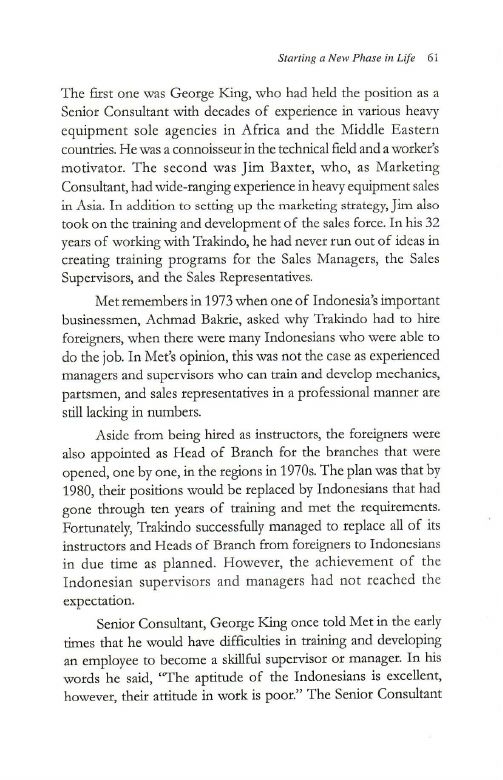 Starting a New Phase in Life 61
The first one was George King, who had held the position as a
Senior Consultant with decades of experience in various heavy
equipment sole agencies in Africa and the Middle Eastern
countries. He was a connoisseur in the technical field and a worker's
motivator. The second was Jim Baxter, who, as Marketing
Consultant, had wide-ranging experience in heavy equipment sales
in Asia. In addition to setting up the marketing strategy, Jim also
took on the training and development of the sales force. In his 32
years of working with Trakindo, he had never run out of ideas in
creating training programs for the Sales Managers, the Sales
Supervisors, and the Sales Representatives.
Met remembers in 1973 when one of Indonesia's important
businessmen, Achmad Bakrie, asked why Trakindo had to hire
foreigners, when there were many Indonesians who were able to
do the job. In Met's opinion, this was not the case as experienced
managers and supervisors who can train and develop mechanics,
partsmen, and sales representatives in a professional manner are
still lacking in numbers.
Aside from being hired as instructors, the foreigners were
also appointed as Head of Branch for the branches that were
opened, one by one, in the regions in 1970s. The plan was that by
1980, their positions would be replaced by Indonesians that had
gone through ten years of training and met the requirements.
Fortunately, Trakindo successfully managed to replace all of its
instructors and Heads of Branch from foreigners to Indonesians
in due time as planned. However, the achievement of the
Indonesian supervisors and managers had not reached the
expectation.
Senior Consultant, George King once told Met in the early
times that he would have difficulties in training and developing
an employee to become a skillful supervisor or manager. In his
words he said, "The aptitude of the Indonesians is excellent,
however, their attitude in work is poor." The Senior Consultant